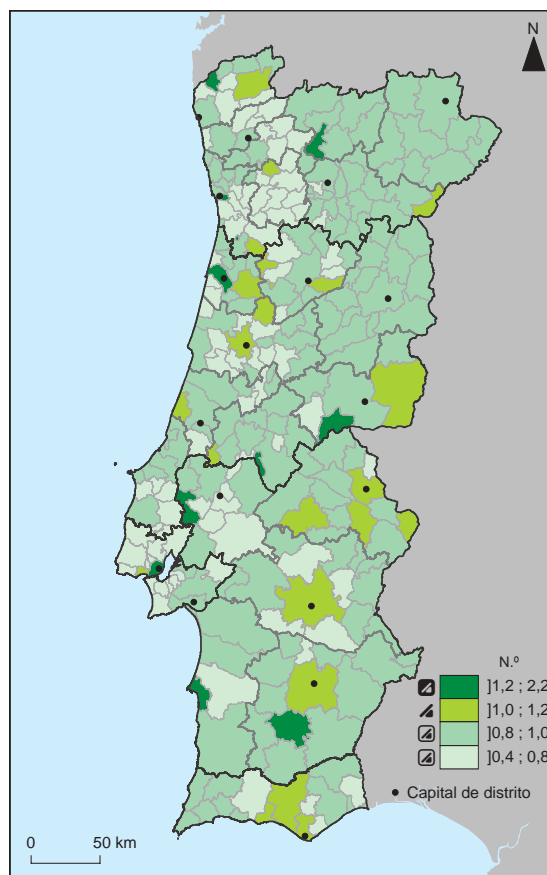 N
N.º
]1,2 ; 2,2
]1,0 ; 1,2
]0,8 ; 1,0
]0,4 ; 0,8
Capital de distrito
0 50 km